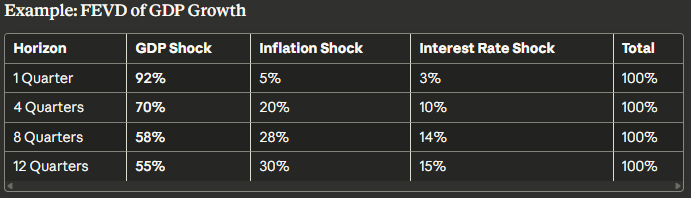 Example: FEVD of GDP Growth
Horizon GDP Shock Inflation Shock Interest Rate Shock Total
1 Quarter 92% 5% 3% 100%
4 Quarters 70% 20% 10% 100%
8 Quarters 58% 28% 14% 100%
12 Quarters 55% 30% 15% 100%